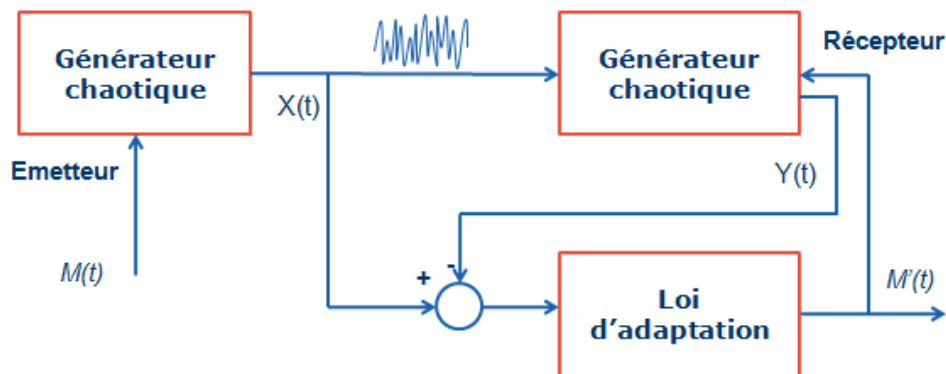 Générateur
chaotique
X(t)
Générateur
chaotique
Récepteur
Emetteur
Y(t)
M(t)
+
-
Loi
d’adaptation
M’(t)